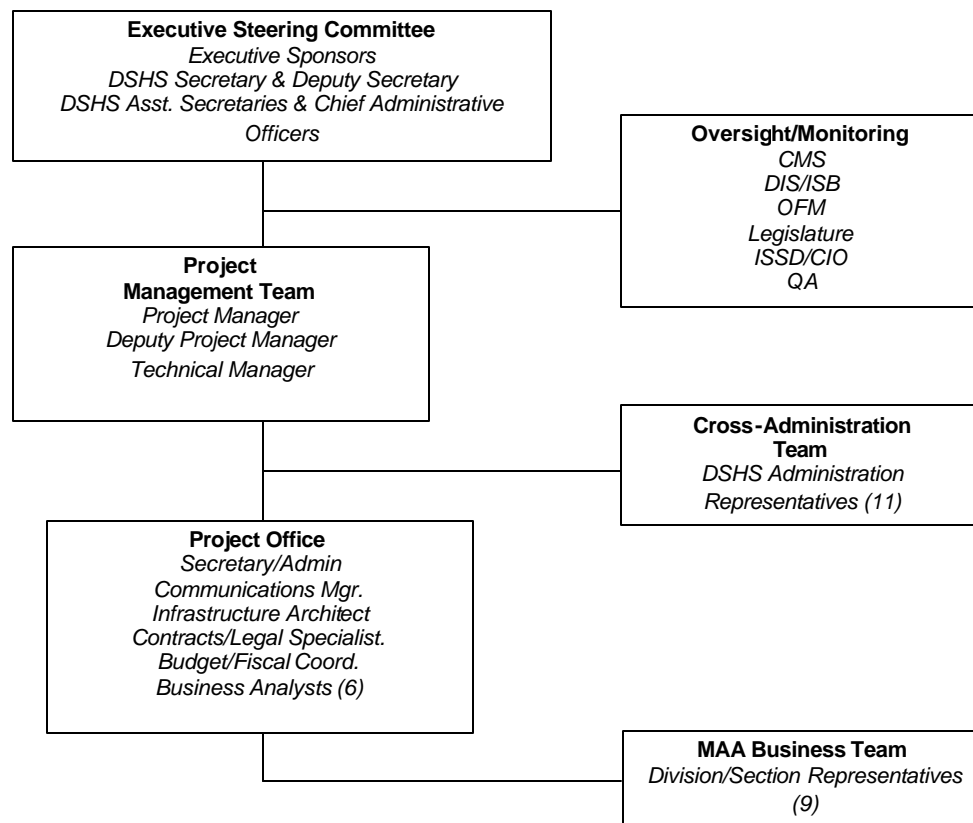 Executive Steering Committee
Executive Sponsors
DSHS Secretary & Deputy Secretary
DSHS Asst. Secretaries & Chief Administrative
Officers
Oversight/Monitoring
CMS
DIS/ISB
OFM
Legislature
ISSD/CIO
QA
Project
Management Team
Project Manager
Deputy Project Manager
Technical Manager
Cross-Administration
Team
DSHS Administration
Representatives (11)
Project Office
Secretary/Admin
Communications Mgr.
Infrastructure Architect
Contracts/Legal Specialist.
Budget/Fiscal Coord.
Business Analysts (6)
MAA Business Team
Division/Section Representatives
(9)